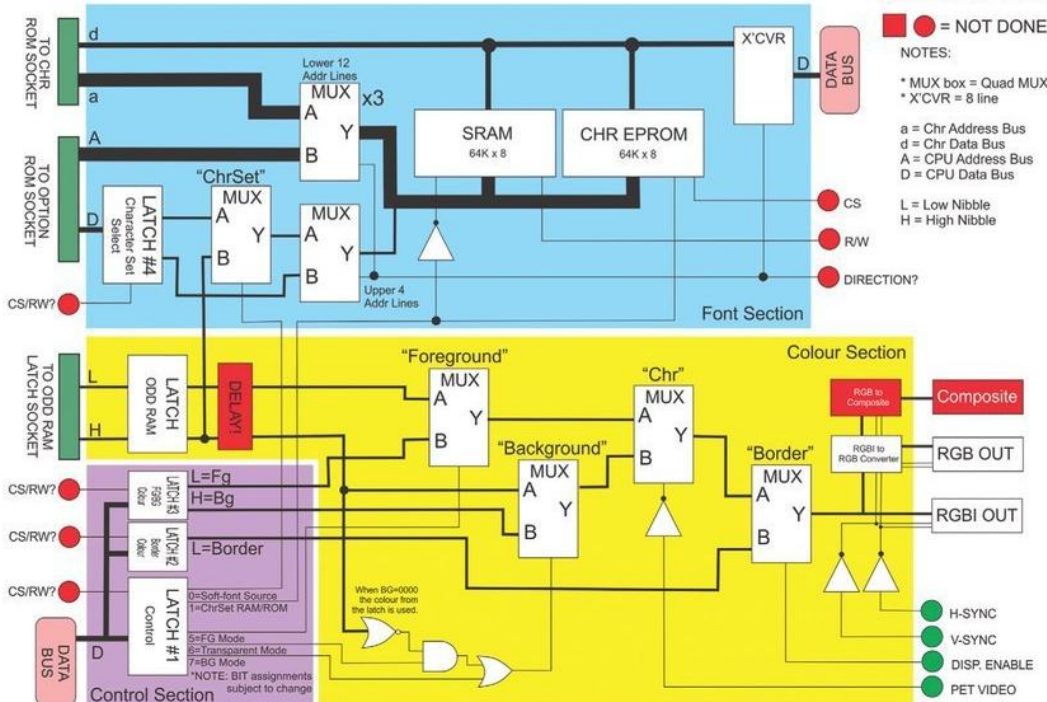 TO CHR
ROM SOCKET
d
a
TO OPTION
ROM SOCKET
A
D
LATCH #4
Character Set
Select
CS/RW?
"ChrSet"
MUX
A
Y
B
Lower 12
Addr Lines
MUX
x3
A
Y
B
MUX
A
Y
B
Upper 4
Addr Lines
SRAM
64K x 8
CHR EPROM
64K x 8
X'CVR
D
DATA
BUS
CS
R/W
DIRECTION?
Font Section
= NOT DONE
NOTES:
* MUX box = Quad MUX
* X'CVR = 8 line
a = Chr Address Bus
d = Chr Data Bus
A = CPU Address Bus
D = CPU Data Bus
L = Low Nibble
H = High Nibble
TO ODD RAM
LATCH SOCKET
L
H
LATCH
ODD RAM
DELAY!
"Foreground"
MUX
A
Y
B
"Background"
MUX
A
Y
B
"Chr"
MUX
A
Y
B
"Border"
MUX
A
Y
B
Colour Section
RGB to
Composite
Composite
RGBI to
RGB Converter
RGB OUT
RGBI OUT
H-SYNC
V-SYNC
DISP. ENABLE
PET VIDEO
When BG=0000
the colour from
the latch is used.
CS/RW?
LATCH #3
Fg/BG
Colour
L=Fg
H=Bg
CS/RW?
LATCH #2
Border
Colour
L=Border
CS/RW?
LATCH #1
Control
0=Soft-font Source
1=ChrSet RAM/ROM
5=FG Mode
6=Transparent Mode
7=BG Mode
*NOTE: BIT assignments
subject to change
DATA
BUS
D
Control Section